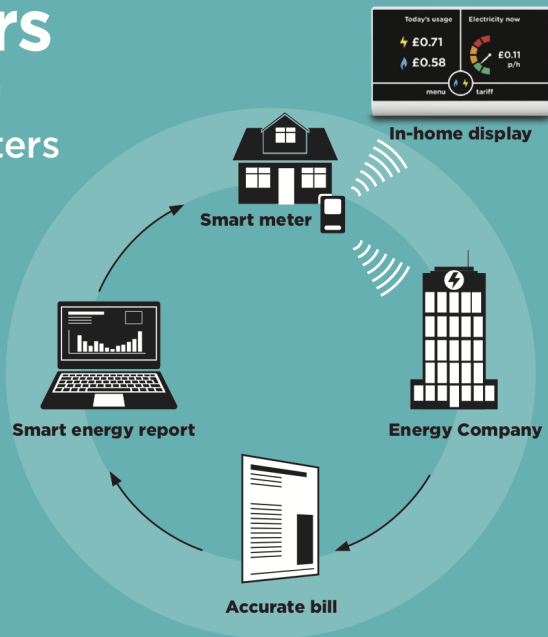 rs
ters
Today's usage
Electricity now
£0.71
£0.58
£0.11
p/h
menu
tariff
In-home display
Smart meter
Smart energy report
Energy Company
Accurate bill